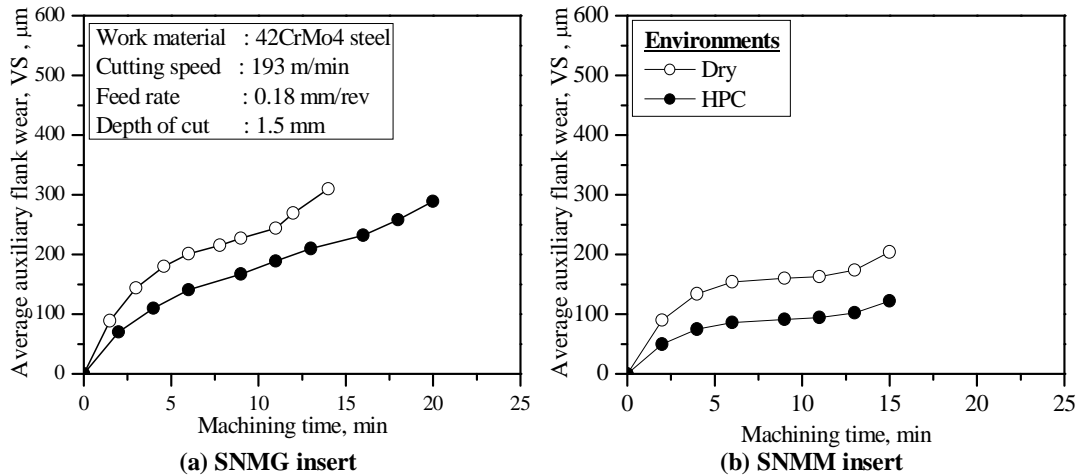 Average auxiliary flank wear, VS , µm
600
500
400
300
200
100
0
Work material : 42CrMo4 steel
Cutting speed : 193 m/min
Feed rate : 0.18 mm/rev
Depth of cut : 1.5 mm
0 5 10 15 20 25
Machining time, min
(a) SNMG insert
Average auxiliary flank wear, VS , µm
600
500
400
300
200
100
0
Environments
Dry
HPC
0 5 10 15 20 25
Machining time, min
(b) SNMM insert